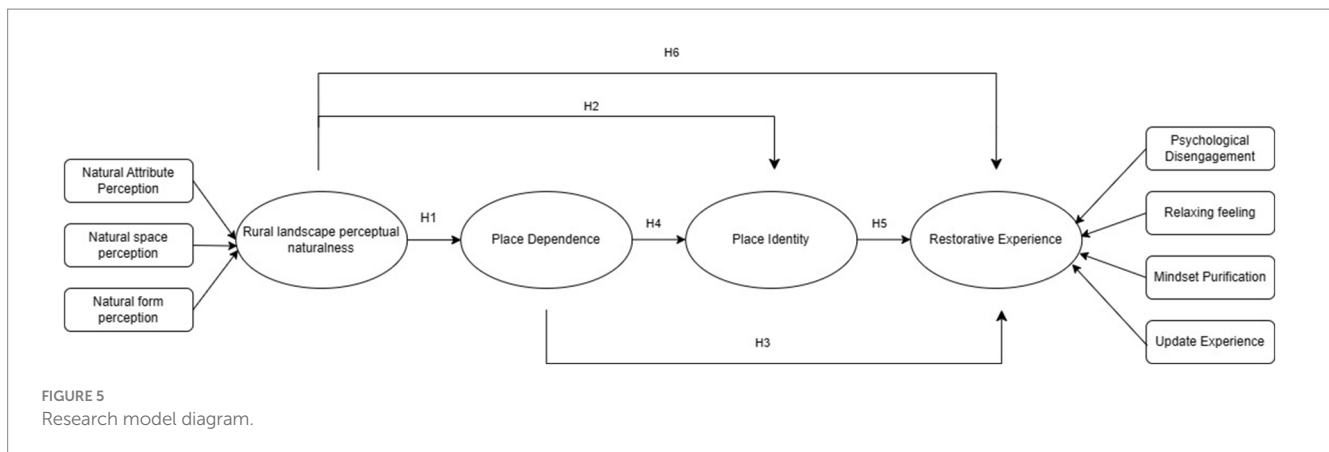 H6
H2
Natural Attribute
Perception
Natural space
perception
Natural form
perception
Rural landscape perceptual
naturalness
H1
Place Dependence
H4
Place Identity
H5
Restorative Experience
Psychological
Disengagement
Relaxing feeling
Mindset Purification
Update Experience
H3
FIGURE 5
Research model diagram.